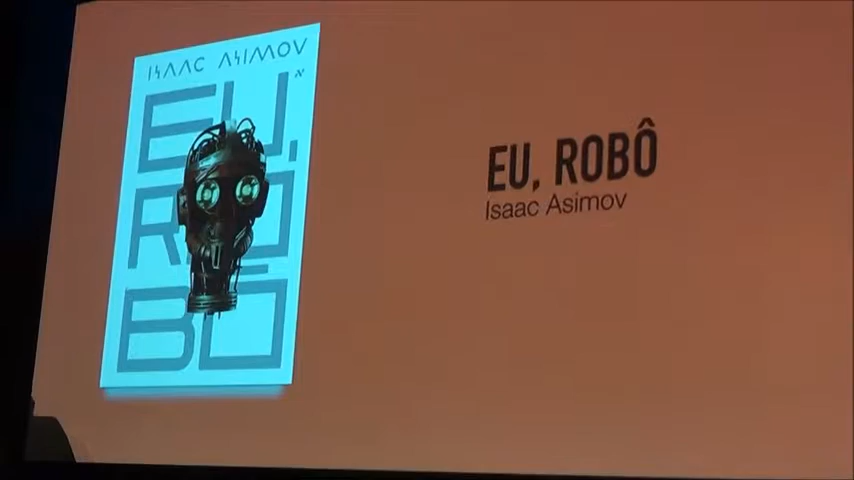 ISAAC ASIMOV
EU,
RO
BÔ
EU, ROBÔ
Isaac Asimov